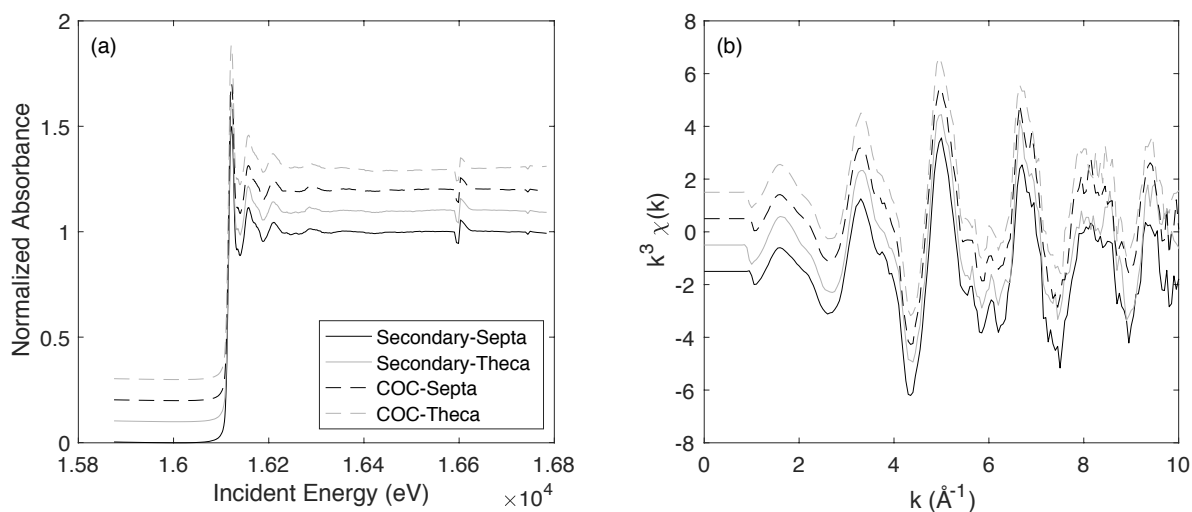 (a)
2
1.5
1
0.5
0
Normalized Absorbance
1.58
1.6
1.62
1.64
1.66
1.68
Incident Energy (eV)
×10⁴
Secondary-Septa
Secondary-Theca
COC-Septa
COC-Theca
(b)
8
6
4
2
0
-2
-4
-6
-8
k³ χ(k)
0
2
4
6
8
10
k (Å⁻¹)